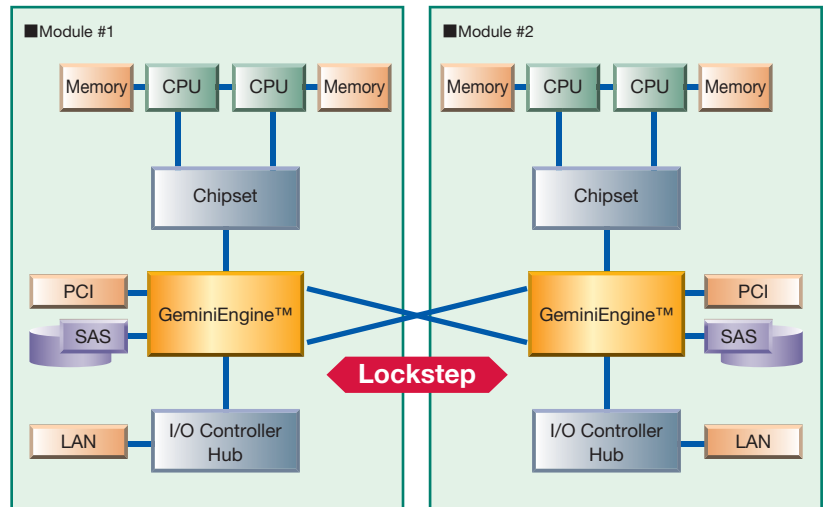 ■Module #1
Memory
CPU
CPU
Memory
Chipset
PCI
GeminiEngine™
SAS
LAN
I/O Controller
Hub
Lockstep
■Module #2
Memory
CPU
CPU
Memory
Chipset
GeminiEngine™
PCI
SAS
I/O Controller
Hub
LAN